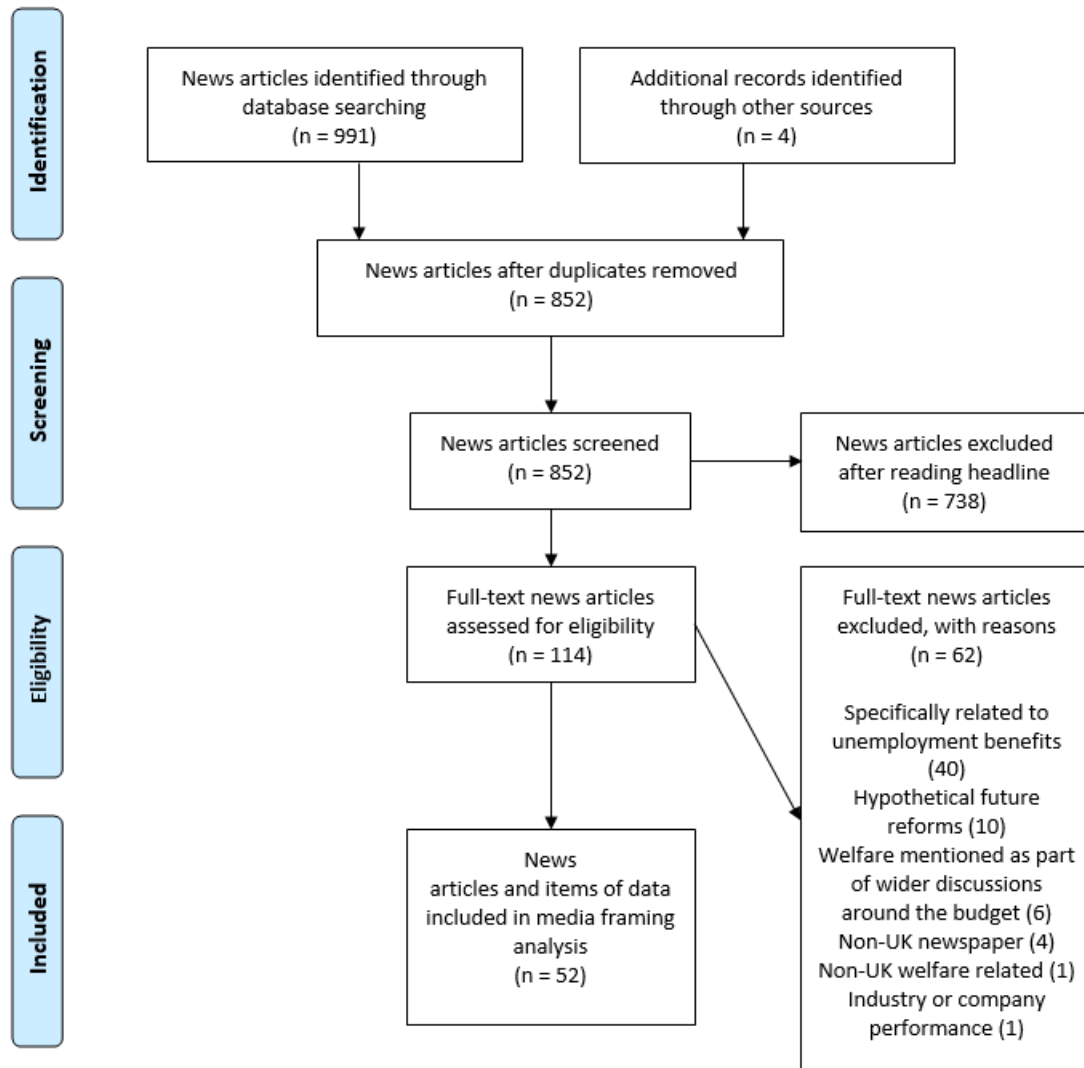 Identification
News articles identified through
database searching
(n = 991)
Additional records identified
through other sources
(n = 4)
News articles after duplicates removed
(n = 852)
Screening
News articles screened
(n = 852)
News articles excluded
after reading headline
(n = 738)
Eligibility
Full-text news articles
assessed for eligibility
(n = 114)
Full-text news articles
excluded, with reasons
(n = 62)
Specifically related to
unemployment benefits
(40)
Hypothetical future
reforms (10)
Welfare mentioned as part
of wider discussions
around the budget (6)
Non-UK newspaper (4)
Non-UK welfare related (1)
Industry or company
performance (1)
Included
News
articles and items of data
included in media framing
analysis
(n = 52)